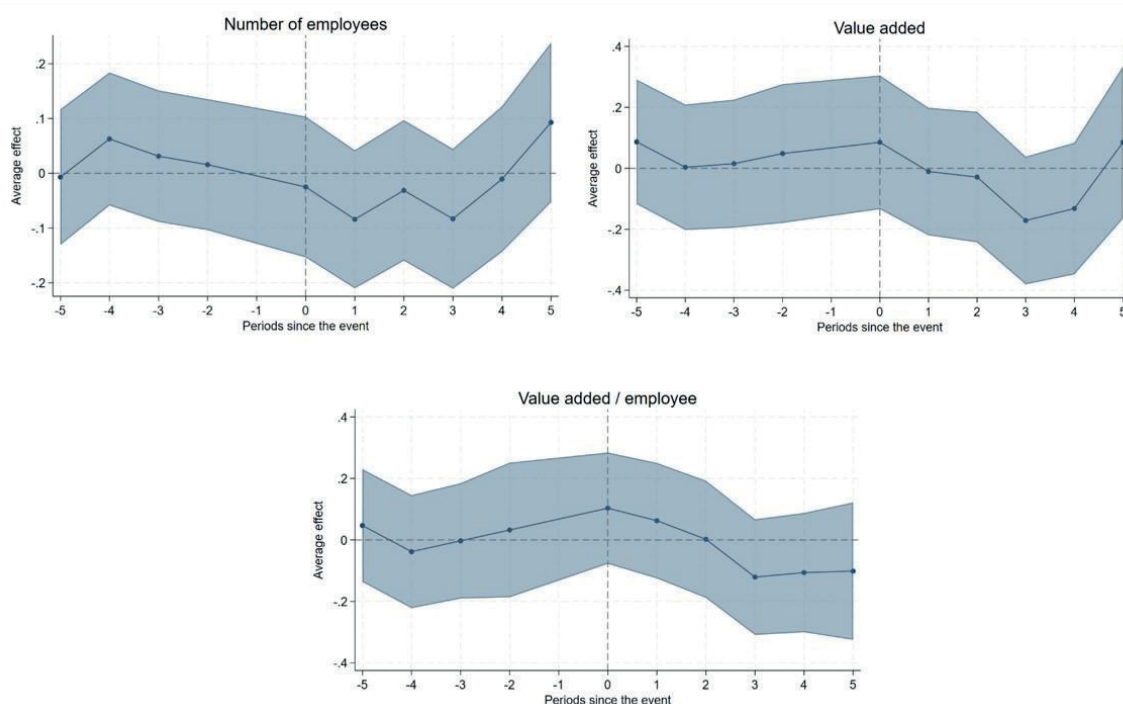 Number of employees
Average effect
.2
.1
0
-.1
-.2
-5 -4 -3 -2 -1 0 1 2 3 4 5
Periods since the event
Value added
Average effect
.4
.2
0
-.2
-.4
-5 -4 -3 -2 -1 0 1 2 3 4 5
Periods since the event
Value added / employee
Average effect
.4
.2
0
-.2
-.4
-5 -4 -3 -2 -1 0 1 2 3 4 5
Periods since the event